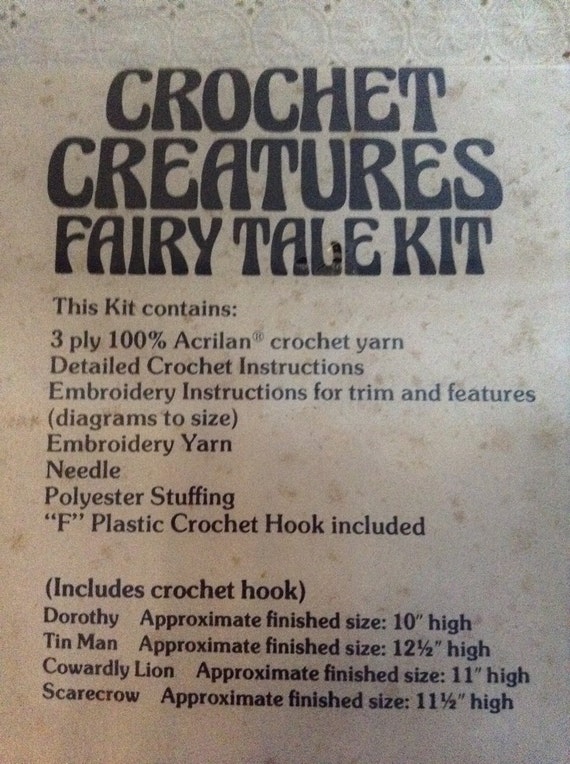 CROCHET
CREATURES
FAIRY TALE KIT
This Kit contains:
3 ply 100% Acrilan® crochet yarn
Detailed Crochet Instructions
Embroidery Instructions for trim and features
(diagrams to size)
Embroidery Yarn
Needle
Polyester Stuffing
“F” Plastic Crochet Hook included
(Includes crochet hook)
Dorothy Approximate finished size: 10″ high
Tin Man Approximate finished size: 12½″ high
Cowardly Lion Approximate finished size: 11″ high
Scarecrow Approximate finished size: 11½″ high